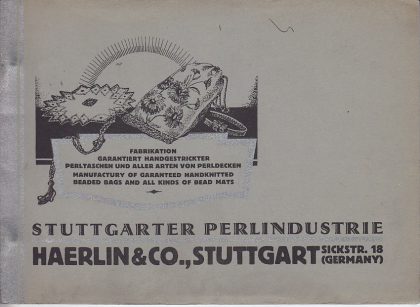 FABRIKATION
GARANTIERT HANDGESTRICKTER
PERLTASCHEN UND ALLER ARTEN VON PERLDECKEN
MANUFACTURY OF GARANTEED HANDKNITTED
BEADED BAGS AND ALL KINDS OF BEAD MATS
STUTTGARTER PERLINDUSTRIE
HAERLIN & CO., STUTTGART SICKSTR. 18
(GERMANY)